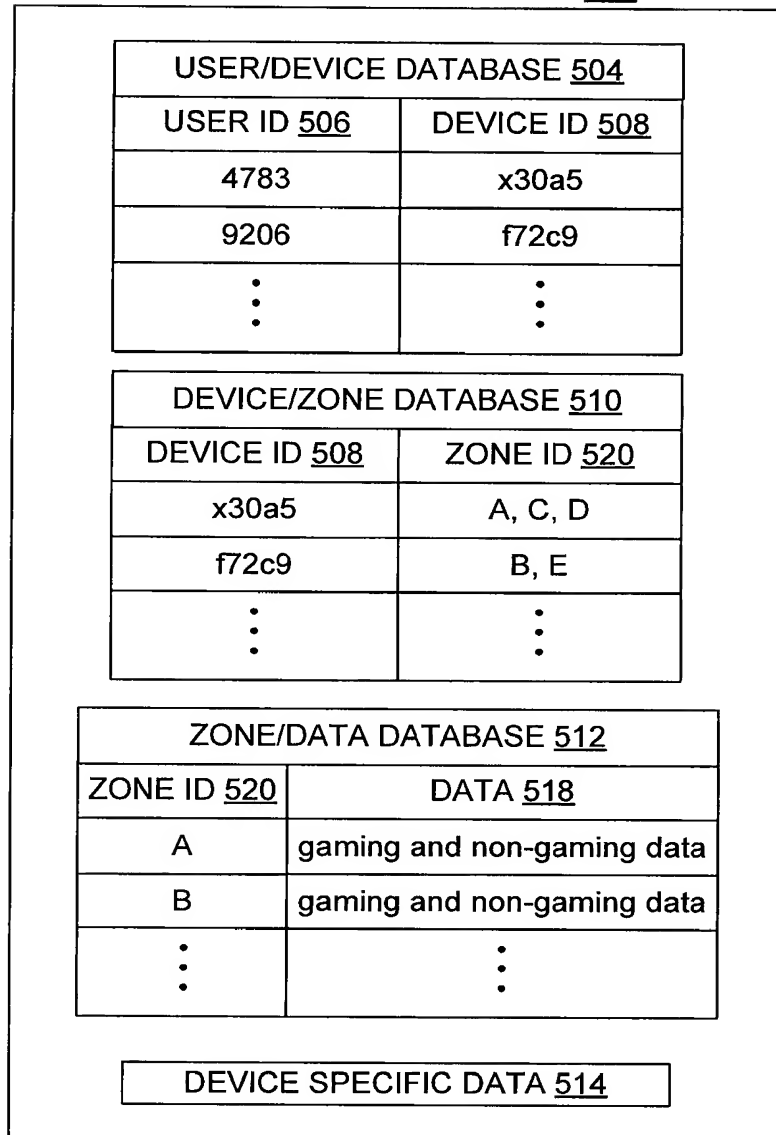 USER/DEVICE DATABASE 504
USER ID 506 DEVICE ID 508
4783 x30a5
9206 f72c9
DEVICE/ZONE DATABASE 510
DEVICE ID 508 ZONE ID 520
x30a5 A, C, D
f72c9 B, E
ZONE/DATA DATABASE 512
ZONE ID 520 DATA 518
A gaming and non-gaming data
B gaming and non-gaming data
DEVICE SPECIFIC DATA 514